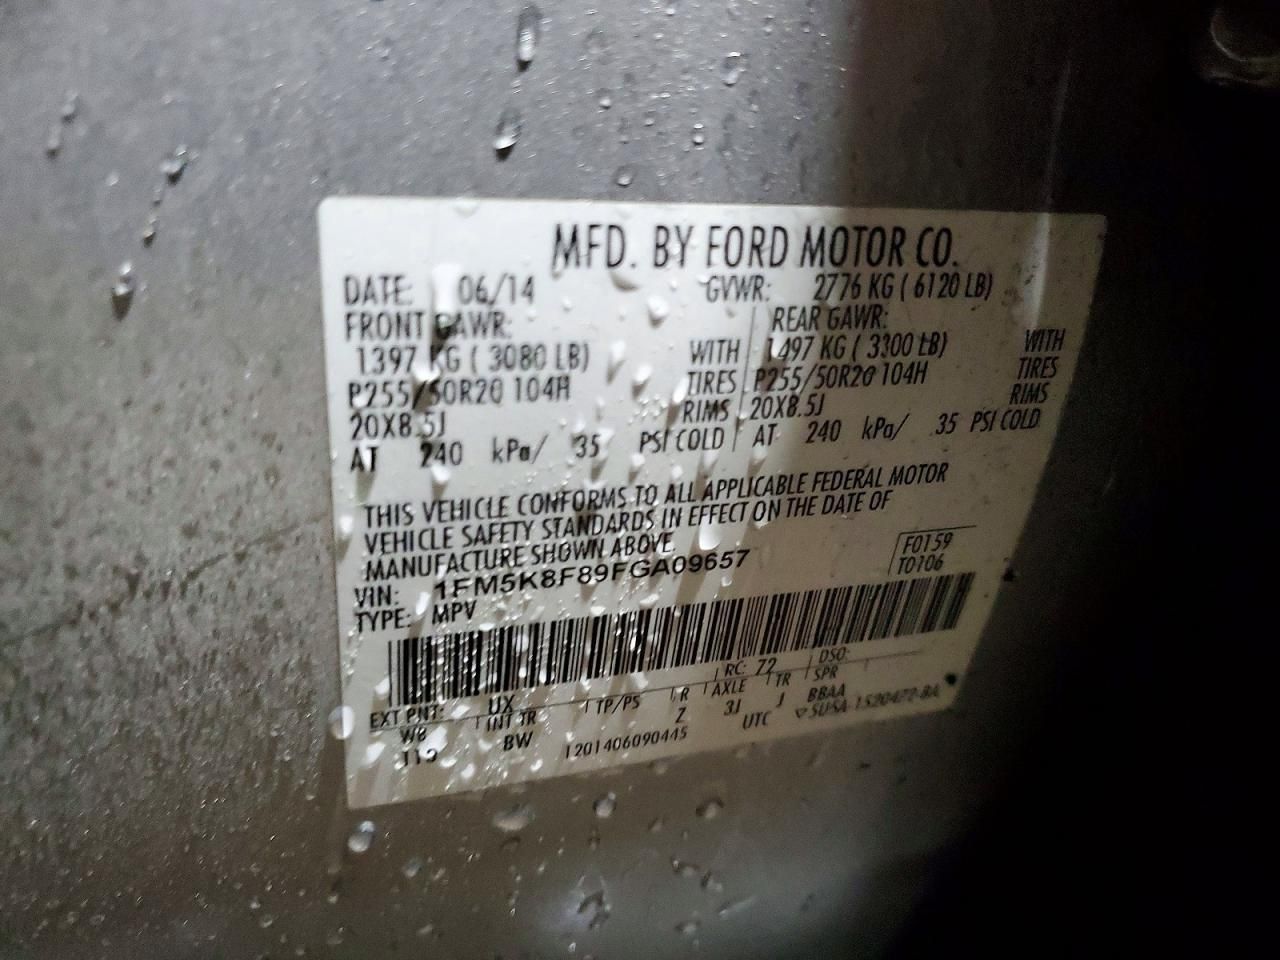 MFD. BY FORD MOTOR CO.
DATE: 06/14 GVWR: 2776 KG ( 6120 LB)
FRONT GAWR: REAR GAWR:
1397 KG ( 3080 LB) WITH 1497 KG ( 3300 LB) WITH
P255/50R20 104H TIRES P255/50R20 104H TIRES
20X8.5J RIMS 20X8.5J RIMS
AT 240 kPa/ 35 PSI COLD AT 240 kPa/ 35 PSI COLD
THIS VEHICLE CONFORMS TO ALL APPLICABLE FEDERAL MOTOR
VEHICLE SAFETY STANDARDS IN EFFECT ON THE DATE OF
MANUFACTURE SHOWN ABOVE.
F0159
VIN: 1FM5K8F89FGA09657 T0106
TYPE: MPV
RC: 72 DSO:
EXT PNT: UX
INT TR TP/PS R AXLE TR SPR
W8 Z 3J J BBAA
BW UTC
1201406090445